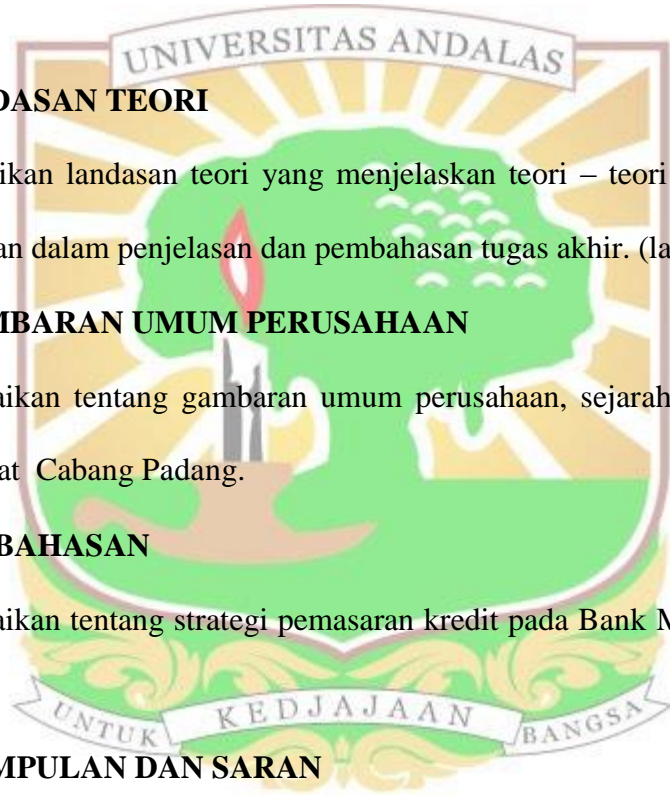 UNIVERSITAS ANDALAS
DASAN TEORI
ikan landasan teori yang menjelaskan teori – teori
an dalam penjelasan dan pembahasan tugas akhir. (la
MBARAN UMUM PERUSAHAAN
aikan tentang gambaran umum perusahaan, sejarah
at Cabang Padang.
BAHASAN
aikan tentang strategi pemasaran kredit pada Bank M
UNTUK KEDJAJAAN BANGSA
MPULAN DAN SARAN